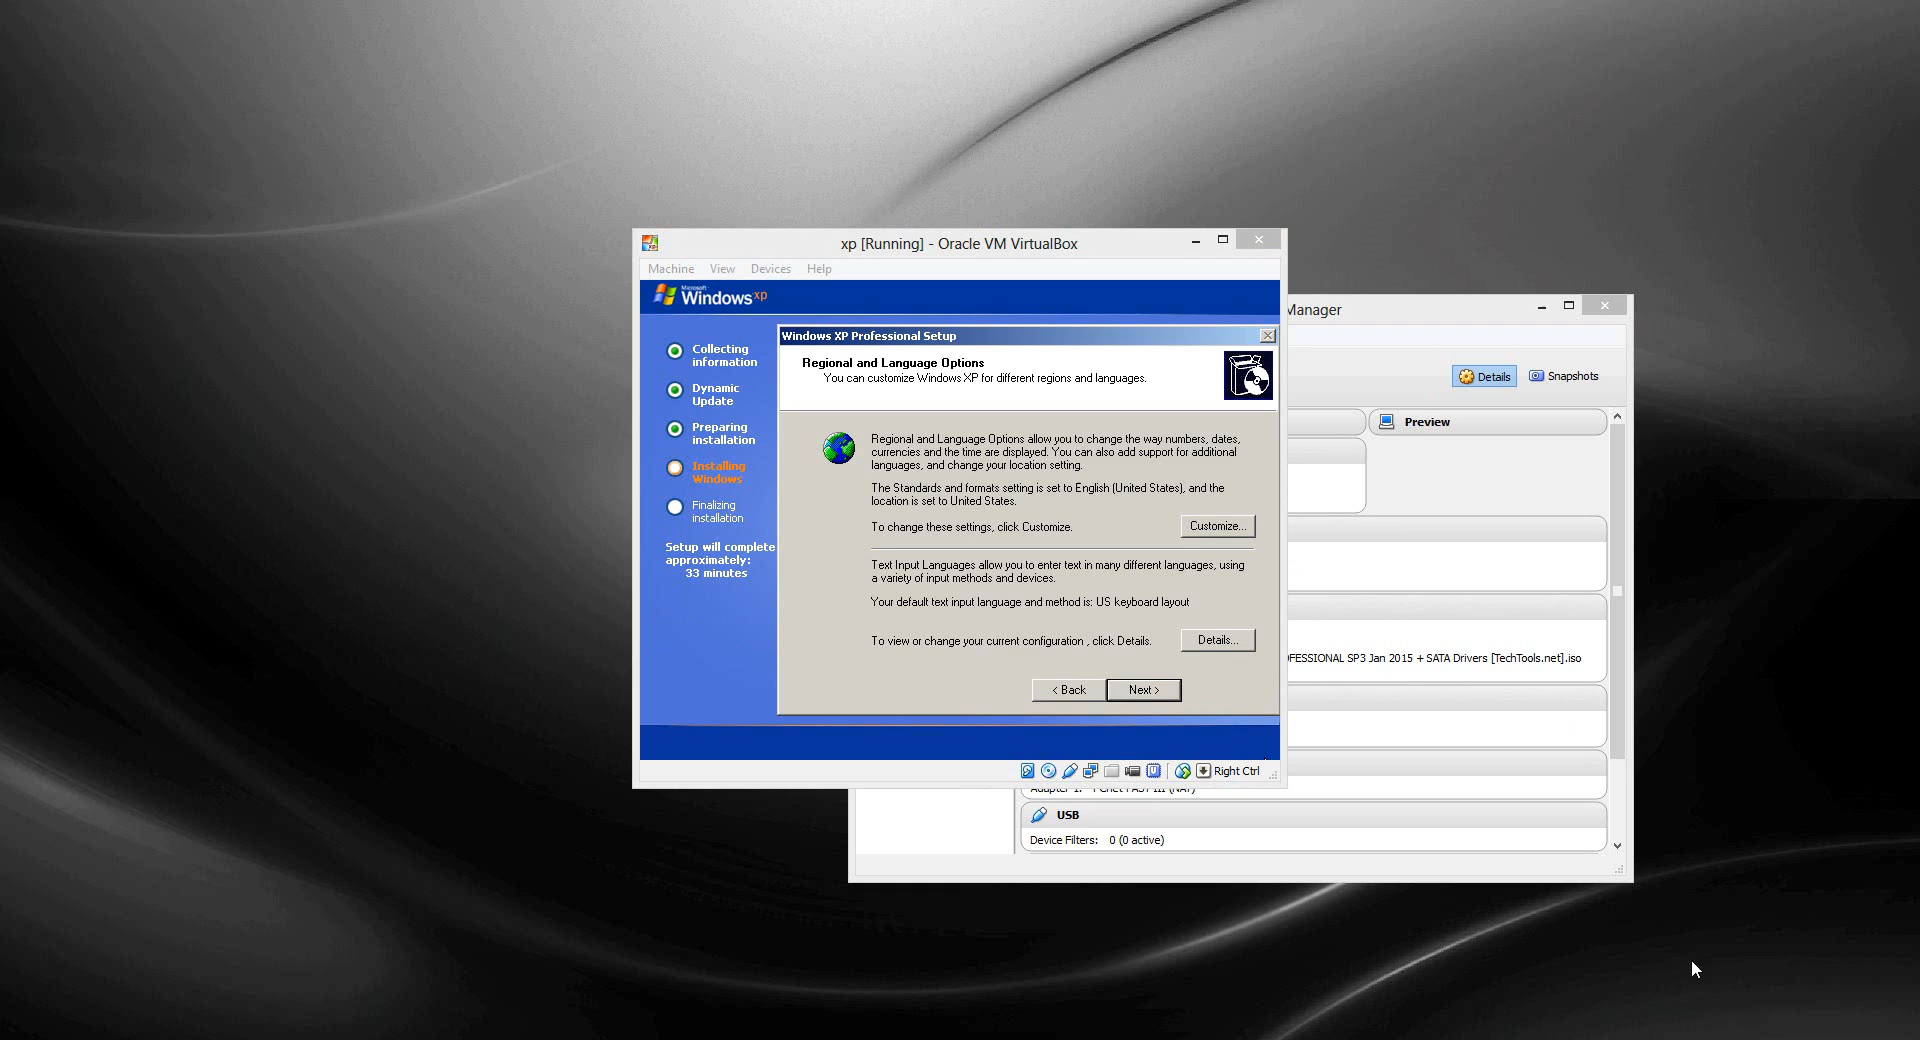 xp [Running] - Oracle VM VirtualBox
Machine View Devices Help
Microsoft
Windows xp
Collecting
information
Dynamic
Update
Preparing
installation
Installing
Windows
Finalizing
installation
Setup will complete
approximately:
33 minutes
Windows XP Professional Setup
Regional and Language Options
You can customize Windows XP for different regions and languages.
Regional and Language Options allow you to change the way numbers, dates,
currencies and the time are displayed. You can also add support for additional
languages, and change your location setting.
The Standards and formats setting is set to English (United States), and the
location is set to United States.
To change these settings, click Customize.
Customize...
Text Input Languages allow you to enter text in many different languages, using
a variety of input methods and devices.
Your default text input language and method is: US keyboard layout
To view or change your current configuration , click Details.
Details...
< Back
Next >
Right Ctrl
Manager
Details
Snapshots
Preview
FESSIONAL SP3 Jan 2015 + SATA Drivers [TechTools.net].iso
Adapter 1: PCnet-FAST III (NAT)
USB
Device Filters: 0 (0 active)